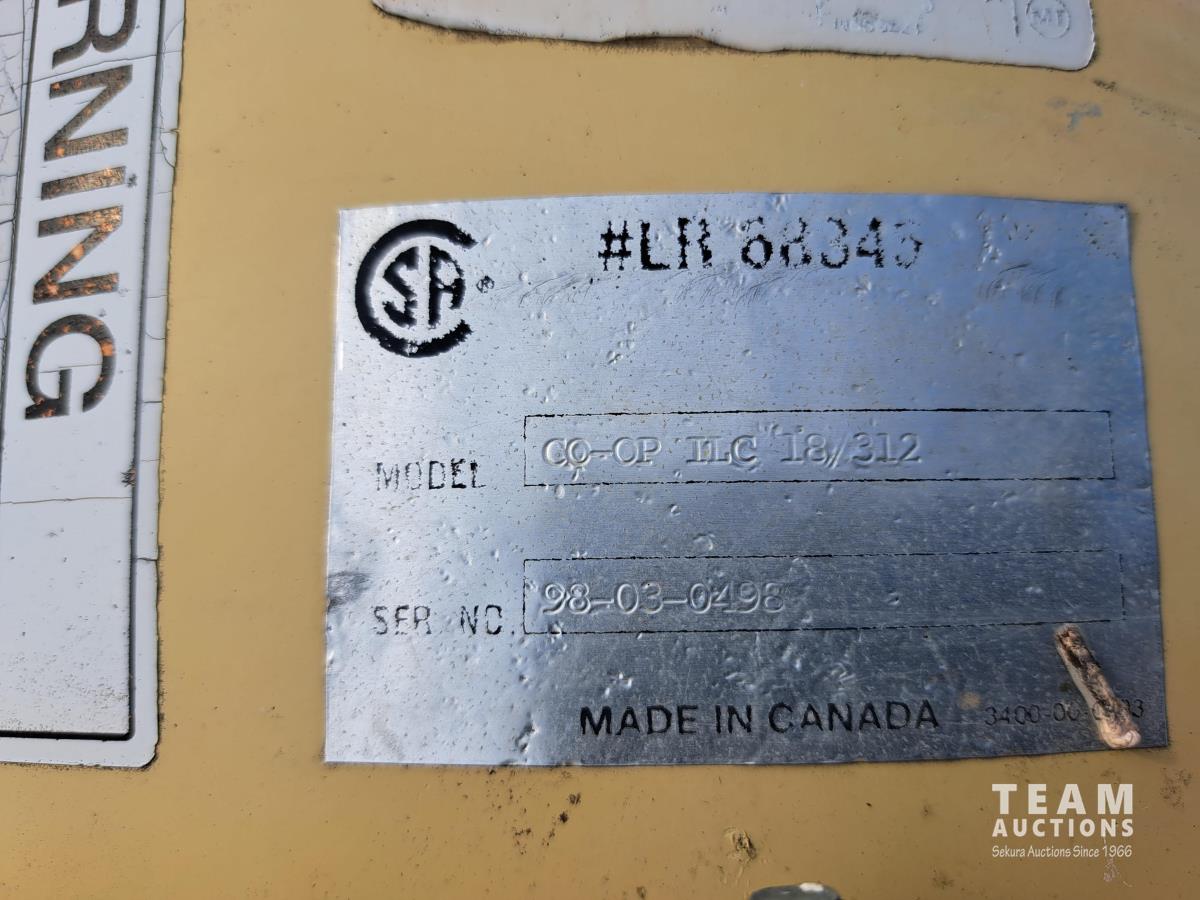 RNING
CSA®
#LR 68345
MODEL CO-OP ILC 18/312
SER NO. 98-03-0498
MADE IN CANADA
TEAM
AUCTIONS
Sekura Auctions Since 1966